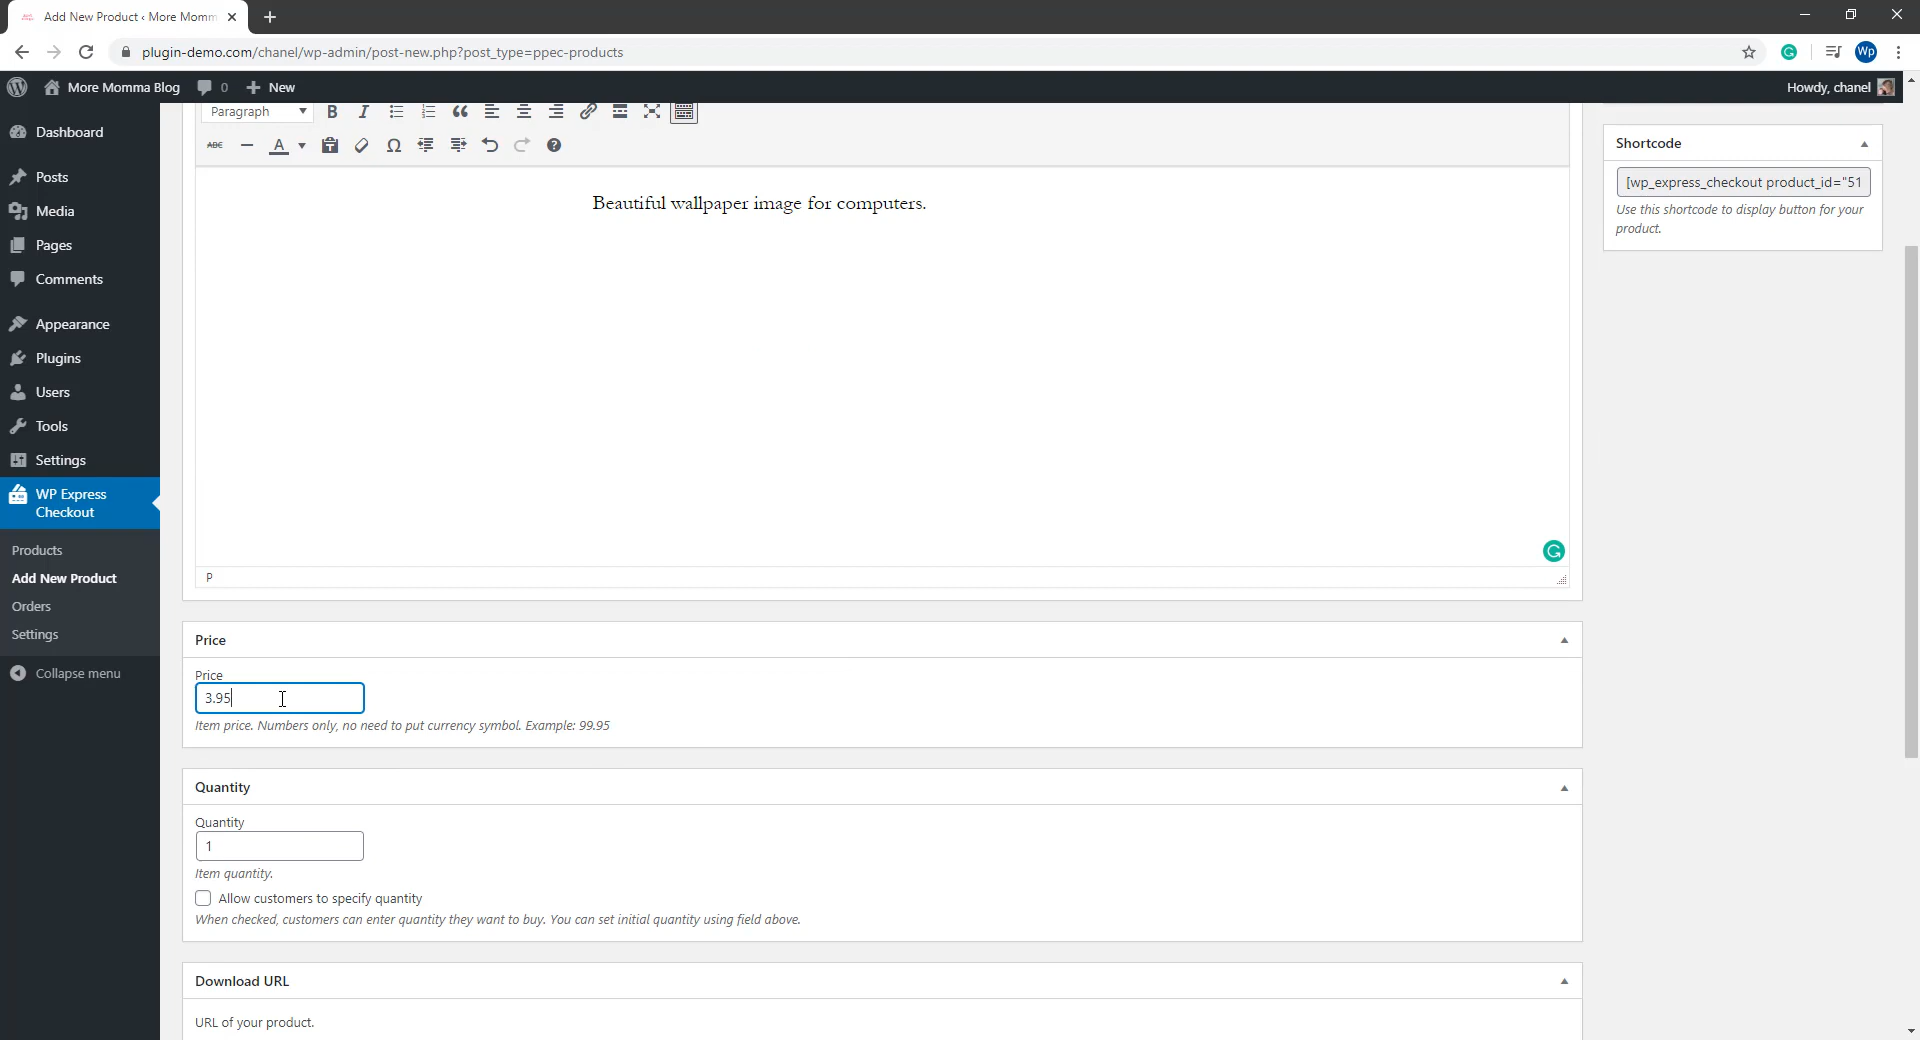 Add New Product ‹ More Momm
plugin-demo.com/chanel/wp-admin/post-new.php?post_type=ppec-products
Wp
More Momma Blog
0
New
Howdy, chanel
Dashboard
Posts
Media
Pages
Comments
Appearance
Plugins
Users
Tools
Settings
WP Express
Checkout
Products
Add New Product
Orders
Settings
Collapse menu
Paragraph
B I
ABC
A
Ω
Beautiful wallpaper image for computers.
P
Price
Price
3.95
Item price. Numbers only, no need to put currency symbol. Example: 99.95
Quantity
Quantity
1
Item quantity.
Allow customers to specify quantity
When checked, customers can enter quantity they want to buy. You can set initial quantity using field above.
Download URL
URL of your product.
Shortcode
[wp_express_checkout product_id="51
Use this shortcode to display button for your
product.